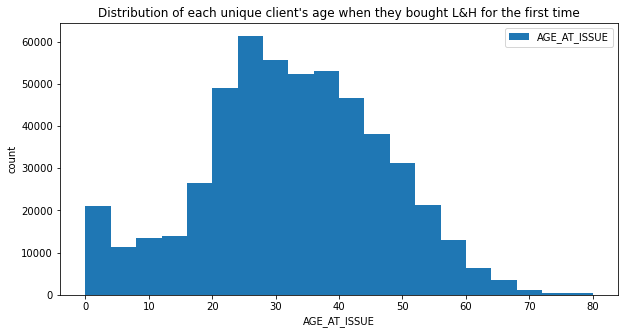 Distribution of each unique client's age when they bought L&H for the first time
AGE_AT_ISSUE
60000
50000
40000
30000
20000
10000
0
count
0 10 20 30 40 50 60 70 80
AGE_AT_ISSUE